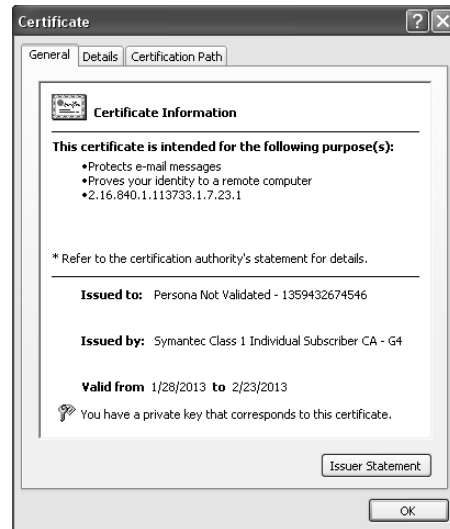 Certificate
General Details Certification Path
Certificate Information
This certificate is intended for the following purpose(s):
•Protects e-mail messages
•Proves your identity to a remote computer
•2.16.840.1.113733.1.7.23.1
* Refer to the certification authority's statement for details.
Issued to: Persona Not Validated - 1359432674546
Issued by: Symantec Class 1 Individual Subscriber CA - G4
Valid from 1/28/2013 to 2/23/2013
You have a private key that corresponds to this certificate.
Issuer Statement
OK